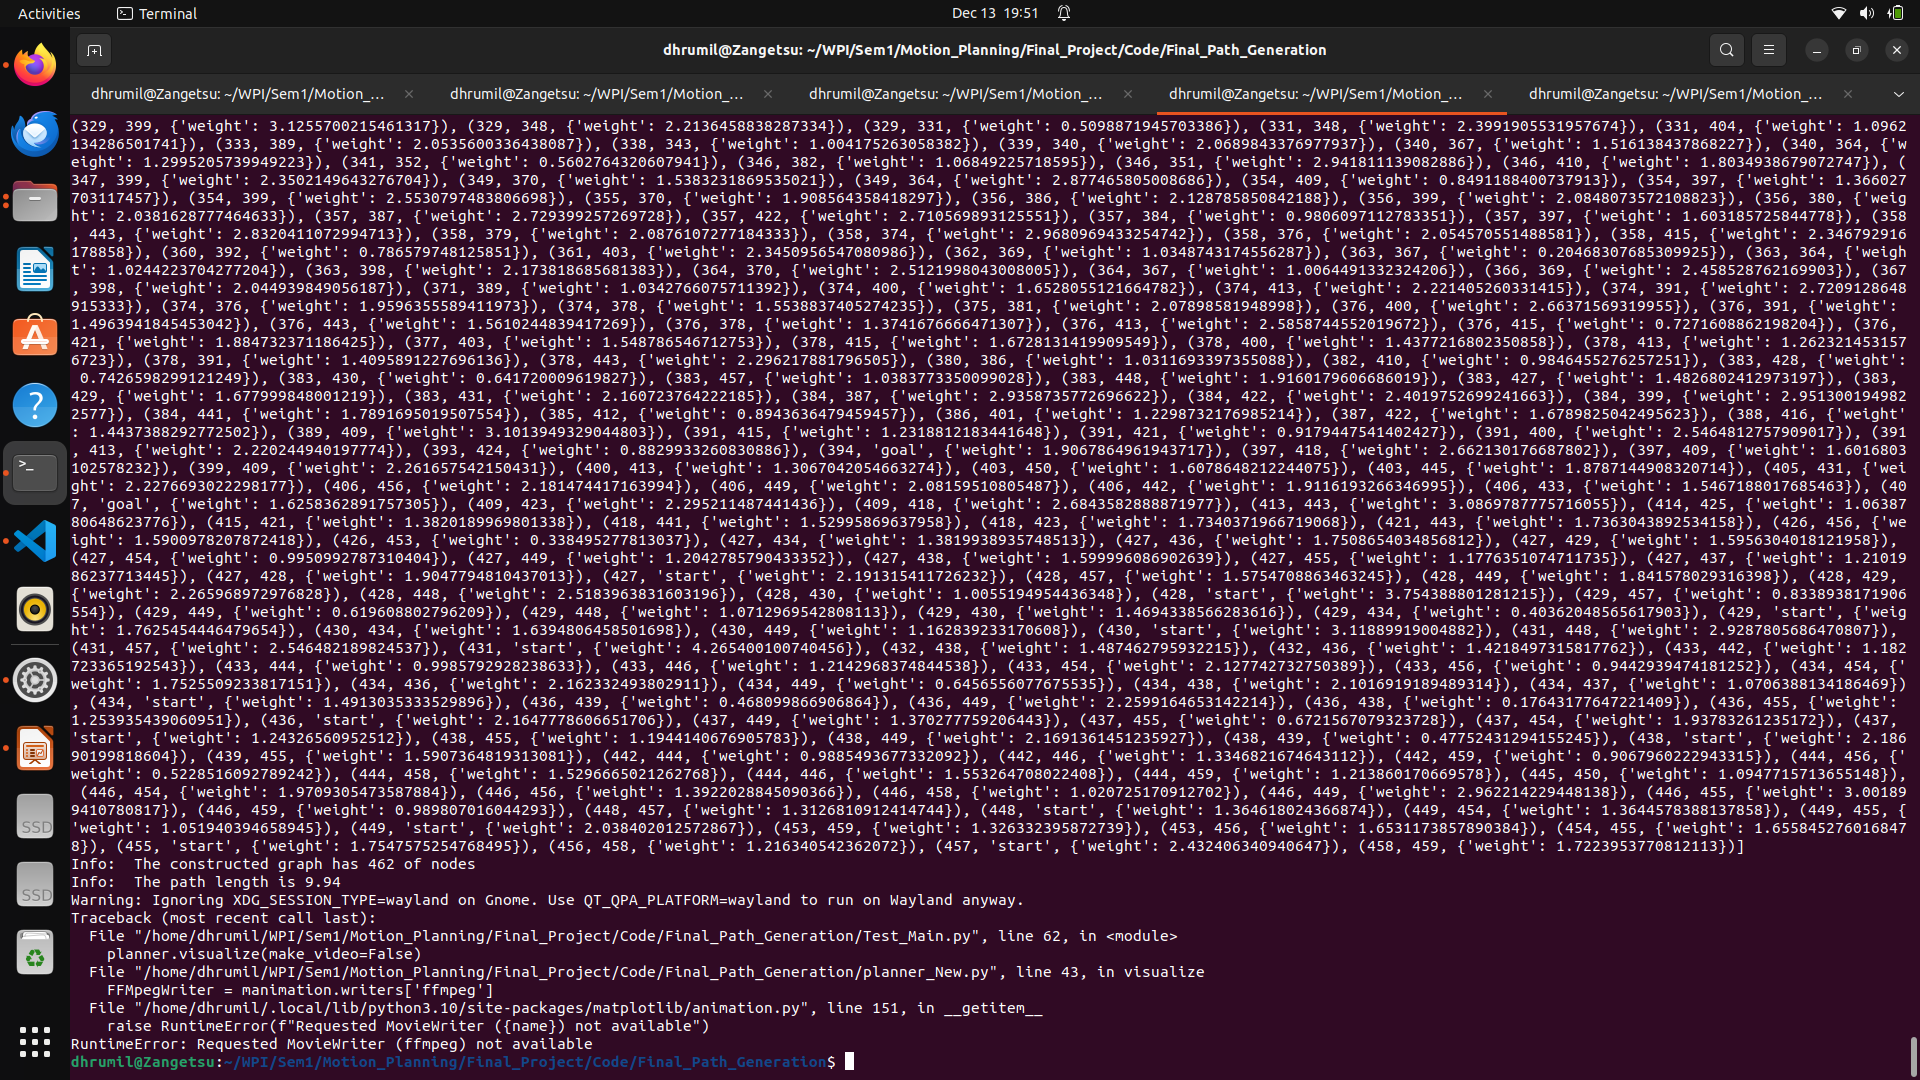 Activities
Terminal
Dec 13 19:51
dhrumil@Zangetsu: ~/WPI/Sem1/Motion_Planning/Final_Project/Code/Final_Path_Generation
dhrumil@Zangetsu: ~/WPI/Sem1/Motion_...
dhrumil@Zangetsu: ~/WPI/Sem1/Motion_...
dhrumil@Zangetsu: ~/WPI/Sem1/Motion_...
dhrumil@Zangetsu: ~/WPI/Sem1/Motion_...
dhrumil@Zangetsu: ~/WPI/Sem1/Motion_...
(329, 399, {'weight': 3.1255700215461317}), (329, 348, {'weight': 2.2136458838287334}), (329, 331, {'weight': 0.5098871945703386}), (331, 348, {'weight': 2.3991905531957674}), (331, 404, {'weight': 1.0962
134286501741}), (333, 389, {'weight': 2.0535600336438087}), (338, 343, {'weight': 1.004175263058382}), (339, 340, {'weight': 2.0689843376977937}), (340, 367, {'weight': 1.516138437868227}), (340, 364, {'w
eight': 1.2995205739949223}), (341, 352, {'weight': 0.5602764320607941}), (346, 382, {'weight': 1.06849225718595}), (346, 351, {'weight': 2.941811139082886}), (346, 410, {'weight': 1.8034938679072747}), (
347, 399, {'weight': 2.3502149643276704}), (349, 370, {'weight': 1.5383231869535021}), (349, 364, {'weight': 2.877465805008686}), (354, 409, {'weight': 0.8491188400737913}), (354, 397, {'weight': 1.366027
703117457}), (354, 399, {'weight': 2.5530797483806698}), (355, 370, {'weight': 1.908564358418297}), (356, 386, {'weight': 2.128785850842188}), (356, 399, {'weight': 2.0848073572108823}), (356, 380, {'weig
ht': 2.0381628777464633}), (357, 387, {'weight': 2.729399257269728}), (357, 422, {'weight': 2.710569893125551}), (357, 384, {'weight': 0.9806097112783351}), (357, 397, {'weight': 1.603185725844778}), (358
, 443, {'weight': 2.8320411072994713}), (358, 379, {'weight': 2.0876107277184333}), (358, 374, {'weight': 2.9680969433254742}), (358, 376, {'weight': 2.054570551488581}), (358, 415, {'weight': 2.346792916
178858}), (360, 392, {'weight': 0.786579748125851}), (361, 403, {'weight': 2.3450956547080986}), (362, 369, {'weight': 1.0348743174556287}), (363, 367, {'weight': 0.20468307685309925}), (363, 364, {'weigh
t': 1.0244223704277204}), (363, 398, {'weight': 2.173818685681383}), (364, 370, {'weight': 2.5121998043008005}), (364, 367, {'weight': 1.0064491332324206}), (366, 369, {'weight': 2.458528762169903}), (367
, 398, {'weight': 2.044939849056187}), (371, 389, {'weight': 1.0342766075711392}), (374, 400, {'weight': 1.6528055121664782}), (374, 413, {'weight': 2.221405260331415}), (374, 391, {'weight': 2.7209128648
915333}), (374, 376, {'weight': 1.9596355589411973}), (374, 378, {'weight': 1.5538837405274235}), (375, 381, {'weight': 2.07898581948998}), (376, 400, {'weight': 2.66371569319955}), (376, 391, {'weight': 
1.4963941845453042}), (376, 443, {'weight': 1.5610244839417269}), (376, 378, {'weight': 1.3741676666471307}), (376, 413, {'weight': 2.5858744552019672}), (376, 415, {'weight': 0.7271608862198204}), (376, 
421, {'weight': 1.884732371186425}), (377, 403, {'weight': 1.548786546712753}), (378, 415, {'weight': 1.6728131419909549}), (378, 400, {'weight': 1.4377216802350858}), (378, 413, {'weight': 1.262321453157
6723}), (378, 391, {'weight': 1.4095891227696136}), (378, 443, {'weight': 2.296217881796505}), (380, 386, {'weight': 1.0311693397355088}), (382, 410, {'weight': 0.9846455276257251}), (383, 428, {'weight':
 0.7426598299121249}), (383, 430, {'weight': 0.641720009619827}), (383, 457, {'weight': 1.0383773350099028}), (383, 448, {'weight': 1.9160179606686019}), (383, 427, {'weight': 1.4826802412973197}), (383, 
429, {'weight': 1.677999848001219}), (383, 431, {'weight': 2.160723764222185}), (384, 387, {'weight': 2.9358735772696622}), (384, 422, {'weight': 2.4019752699241663}), (384, 399, {'weight': 2.951300194982
2577}), (384, 441, {'weight': 1.7891695019507554}), (385, 412, {'weight': 0.8943636479459457}), (386, 401, {'weight': 1.2298732176985214}), (387, 422, {'weight': 1.6789825042495623}), (388, 416, {'weight'
: 1.4437388292772502}), (389, 409, {'weight': 3.1013949329044803}), (391, 415, {'weight': 1.2318812183441648}), (391, 421, {'weight': 0.9179447541402427}), (391, 400, {'weight': 2.5464812757909017}), (391
, 413, {'weight': 2.220244940197774}), (393, 424, {'weight': 0.8829933260830886}), (394, 'goal', {'weight': 1.9067864961943717}), (397, 418, {'weight': 2.662130176687802}), (397, 409, {'weight': 1.6016803
102578232}), (399, 409, {'weight': 2.261657542150431}), (400, 413, {'weight': 1.3067042054663274}), (403, 450, {'weight': 1.6078648212244075}), (403, 445, {'weight': 1.8787144908320714}), (405, 431, {'wei
ght': 2.2276693022298177}), (406, 456, {'weight': 2.181474417163994}), (406, 449, {'weight': 2.08159510805487}), (406, 442, {'weight': 1.9116193266346995}), (406, 433, {'weight': 1.5467188017685463}), (40
7, 'goal', {'weight': 1.6258362891757305}), (409, 423, {'weight': 2.295211487441436}), (409, 418, {'weight': 2.6843582888871977}), (413, 443, {'weight': 3.0869787775716055}), (414, 425, {'weight': 1.06387
80648623776}), (415, 421, {'weight': 1.3820189969801338}), (418, 441, {'weight': 1.52995869637958}), (418, 423, {'weight': 1.7340371966719068}), (421, 443, {'weight': 1.7363043892534158}), (426, 456, {'we
ight': 1.5900978207872418}), (426, 453, {'weight': 0.338495277813037}), (427, 434, {'weight': 1.3819938935748513}), (427, 436, {'weight': 1.7508654034856812}), (427, 429, {'weight': 1.5956304018121958}), 
(427, 454, {'weight': 0.9950992787310404}), (427, 449, {'weight': 1.2042785790433352}), (427, 438, {'weight': 1.599996086902639}), (427, 455, {'weight': 1.1776351074711735}), (427, 437, {'weight': 1.2101
986237713445}), (427, 428, {'weight': 1.9047794810437013}), (427, 'start', {'weight': 2.191315411726232}), (428, 457, {'weight': 1.5754708863463245}), (428, 449, {'weight': 1.841578029316398}), (428, 429, 
{'weight': 2.265968972976828}), (428, 448, {'weight': 2.5183963831603196}), (428, 430, {'weight': 1.0055194954436348}), (428, 'start', {'weight': 3.754388801281215}), (429, 457, {'weight': 0.8338938171906
554}), (429, 449, {'weight': 0.619608802796209}), (429, 448, {'weight': 1.0712969542808113}), (429, 430, {'weight': 1.4694338566283616}), (429, 434, {'weight': 0.40362048565617903}), (429, 'start', {'weig
ht': 1.7625454446479654}), (430, 434, {'weight': 1.6394806458501698}), (430, 449, {'weight': 1.162839233170608}), (430, 'start', {'weight': 3.11889919004882}), (431, 448, {'weight': 2.9287805686470807}), 
(431, 457, {'weight': 2.546482189824537}), (431, 'start', {'weight': 4.265400100740456}), (432, 438, {'weight': 1.487462795932215}), (432, 436, {'weight': 1.4218497315817762}), (433, 442, {'weight': 1.182
723365192543}), (433, 444, {'weight': 0.9985792928238633}), (433, 446, {'weight': 1.2142968374844538}), (433, 454, {'weight': 2.127742732750389}), (433, 456, {'weight': 0.9442939474181252}), (434, 454, {'
weight': 1.7525509233817151}), (434, 436, {'weight': 2.162332493802911}), (434, 449, {'weight': 0.6456556077675535}), (434, 438, {'weight': 2.1016919189489314}), (434, 437, {'weight': 1.0706388134186469})
, (434, 'start', {'weight': 1.4913035333529896}), (436, 439, {'weight': 0.468099866906864}), (436, 449, {'weight': 2.2599164653142214}), (436, 438, {'weight': 0.17643177647221409}), (436, 455, {'weight': 
1.253935439060951}), (436, 'start', {'weight': 2.1647778606651706}), (437, 449, {'weight': 1.370277759206443}), (437, 455, {'weight': 0.6721567079323728}), (437, 454, {'weight': 1.93783261235172}), (437, 
'start', {'weight': 1.24326560952512}), (438, 455, {'weight': 1.1944140676905783}), (438, 449, {'weight': 2.1691361451235927}), (438, 439, {'weight': 0.47752431294155245}), (438, 'start', {'weight': 2.186
90199818604}), (439, 455, {'weight': 1.5907364819313081}), (442, 444, {'weight': 0.9885493677332092}), (442, 446, {'weight': 1.3346821674643112}), (442, 459, {'weight': 0.9067960222943315}), (444, 456, {'
weight': 0.5228516092789242}), (444, 458, {'weight': 1.5296665021262768}), (444, 446, {'weight': 1.553264708022408}), (444, 459, {'weight': 1.213860170669578}), (445, 450, {'weight': 1.0947715713655148}),
 (446, 454, {'weight': 1.9709305473587884}), (446, 456, {'weight': 1.3922028845090366}), (446, 458, {'weight': 1.020725170912702}), (446, 449, {'weight': 2.962214229448138}), (446, 455, {'weight': 3.00189
9410780817}), (446, 459, {'weight': 0.989807016044293}), (448, 457, {'weight': 1.3126810912414744}), (448, 'start', {'weight': 1.364618024366874}), (449, 454, {'weight': 1.3644578388137858}), (449, 455, {
'weight': 1.051940394658945}), (449, 'start', {'weight': 2.038402012572867}), (453, 459, {'weight': 1.326332395872739}), (453, 456, {'weight': 1.6531173857890384}), (454, 455, {'weight': 1.655845276016847
8}), (455, 'start', {'weight': 1.7547575254768495}), (456, 458, {'weight': 1.216340542362072}), (457, 'start', {'weight': 2.432406340940647}), (458, 459, {'weight': 1.7223953770812113})]
Info:  The constructed graph has 462 of nodes
Info:  The path length is 9.94
Warning: Ignoring XDG_SESSION_TYPE=wayland on Gnome. Use QT_QPA_PLATFORM=wayland to run on Wayland anyway.
Traceback (most recent call last):
  File "/home/dhrumil/WPI/Sem1/Motion_Planning/Final_Project/Code/Final_Path_Generation/Test_Main.py", line 62, in <module>
    planner.visualize(make_video=False)
  File "/home/dhrumil/WPI/Sem1/Motion_Planning/Final_Project/Code/Final_Path_Generation/planner_New.py", line 43, in visualize
    FFMpegWriter = manimation.writers['ffmpeg']
  File "/home/dhrumil/.local/lib/python3.10/site-packages/matplotlib/animation.py", line 151, in __getitem__
    raise RuntimeError(f"Requested MovieWriter ({name}) not available")
RuntimeError: Requested MovieWriter (ffmpeg) not available
dhrumil@Zangetsu:~/WPI/Sem1/Motion_Planning/Final_Project/Code/Final_Path_Generation$
SSD
SSD